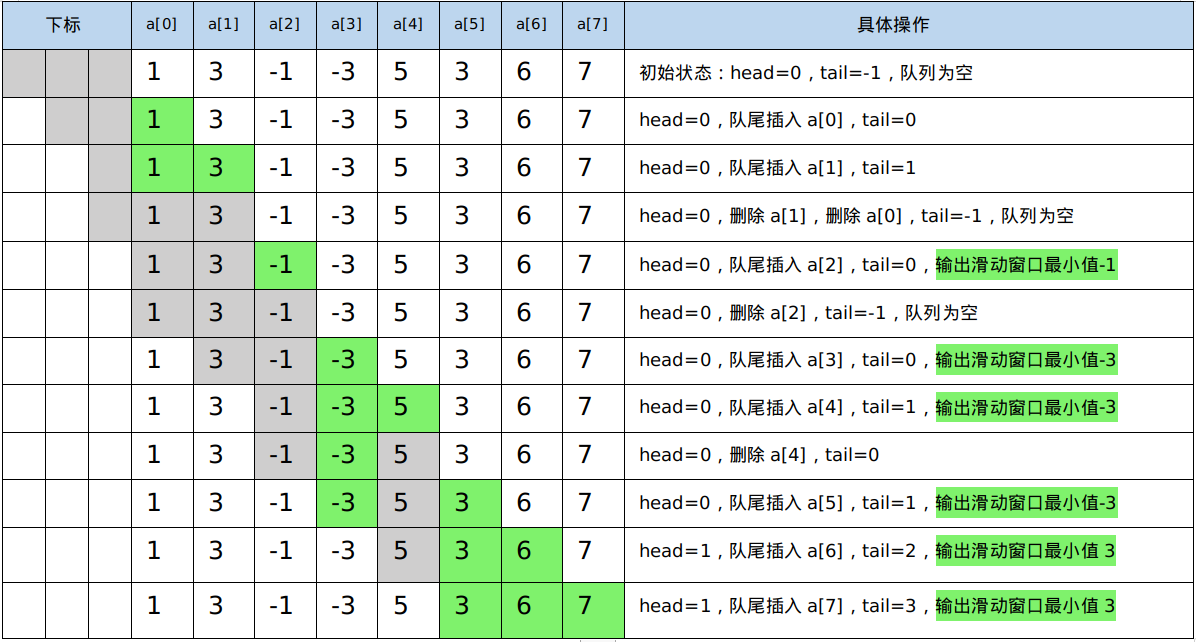 下标 a[0] a[1] a[2] a[3] a[4] a[5] a[6] a[7] 具体操作
1 3 -1 -3 5 3 6 7 初始状态：head=0，tail=-1，队列为空
1 3 -1 -3 5 3 6 7 head=0，队尾插入 a[0]，tail=0
1 3 -1 -3 5 3 6 7 head=0，队尾插入 a[1]，tail=1
1 3 -1 -3 5 3 6 7 head=0，删除 a[1]，删除 a[0]，tail=-1，队列为空
1 3 -1 -3 5 3 6 7 head=0，队尾插入 a[2]，tail=0，输出滑动窗口最小值-1
1 3 -1 -3 5 3 6 7 head=0，删除 a[2]，tail=-1，队列为空
1 3 -1 -3 5 3 6 7 head=0，队尾插入 a[3]，tail=0，输出滑动窗口最小值-3
1 3 -1 -3 5 3 6 7 head=0，队尾插入 a[4]，tail=1，输出滑动窗口最小值-3
1 3 -1 -3 5 3 6 7 head=0，删除 a[4]，tail=0
1 3 -1 -3 5 3 6 7 head=0，队尾插入 a[5]，tail=1，输出滑动窗口最小值-3
1 3 -1 -3 5 3 6 7 head=1，队尾插入 a[6]，tail=2，输出滑动窗口最小值 3
1 3 -1 -3 5 3 6 7 head=1，队尾插入 a[7]，tail=3，输出滑动窗口最小值 3